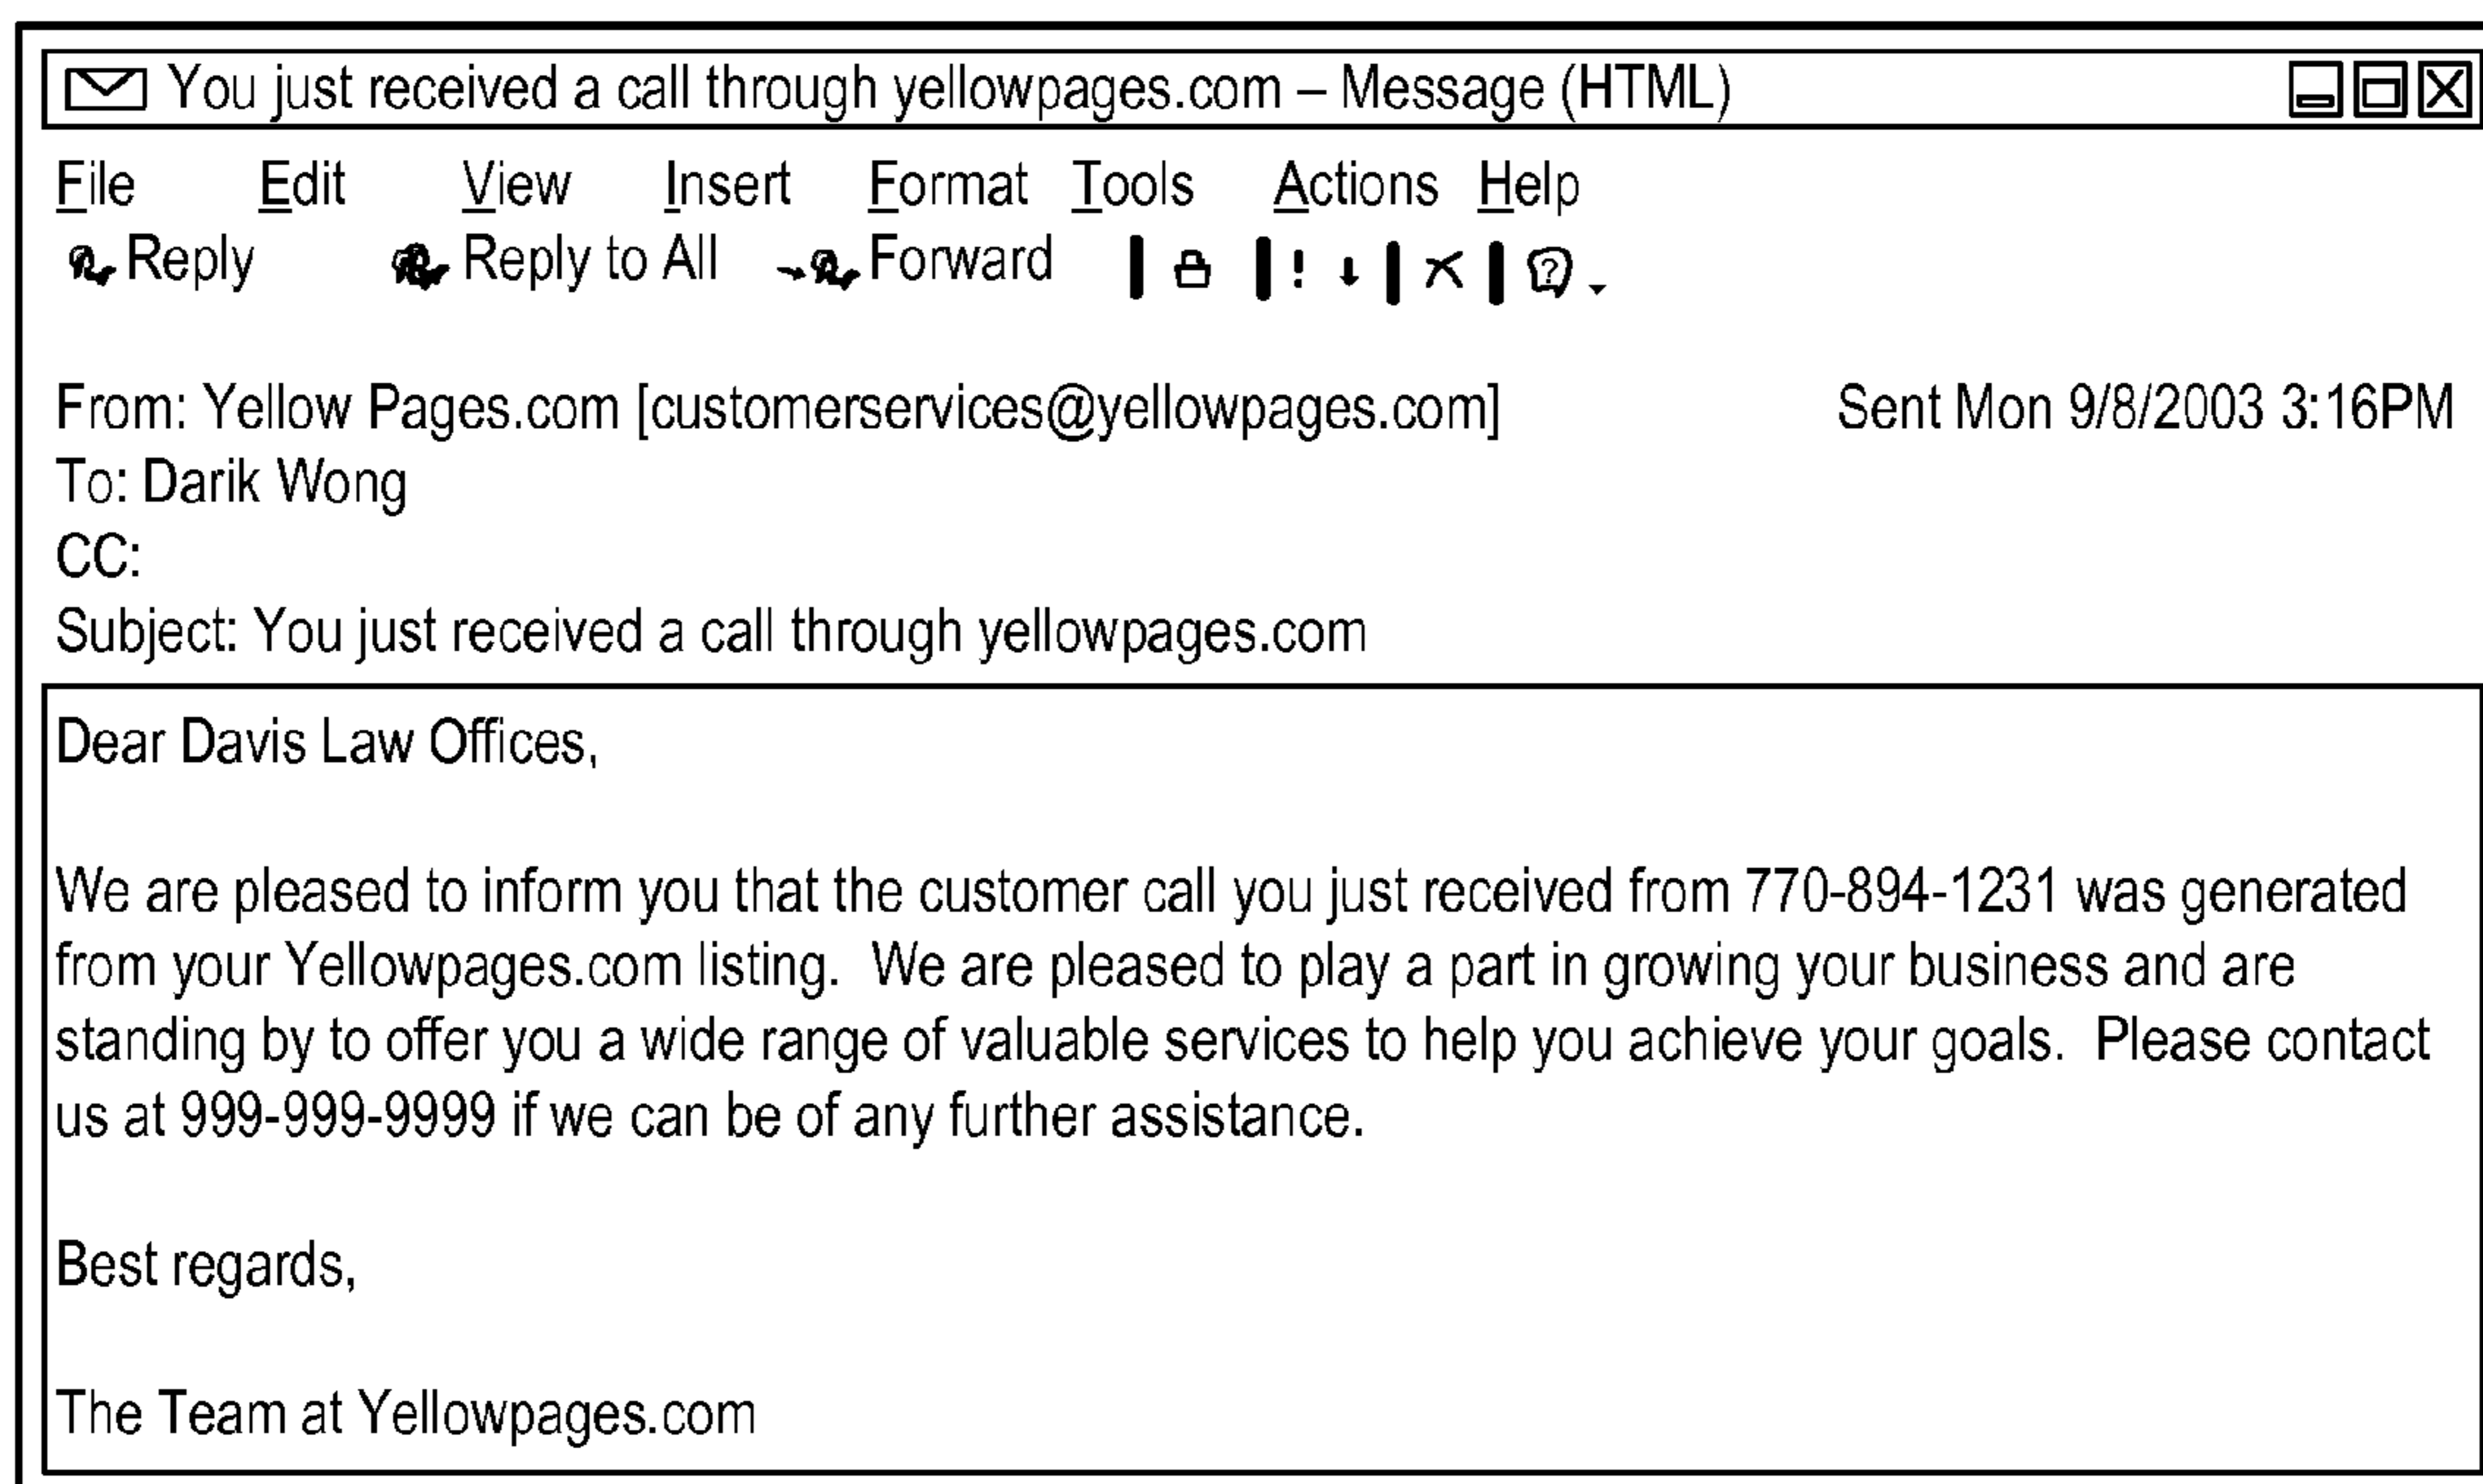 You just received a call through yellowpages.com – Message (HTML)
File Edit View Insert Format Tools Actions Help
Reply Reply to All Forward ! ?
From: Yellow Pages.com [customerservices@yellowpages.com] Sent Mon 9/8/2003 3:16PM
To: Darik Wong
CC:
Subject: You just received a call through yellowpages.com
Dear Davis Law Offices,
We are pleased to inform you that the customer call you just received from 770-894-1231 was generated
from your Yellowpages.com listing. We are pleased to play a part in growing your business and are
standing by to offer you a wide range of valuable services to help you achieve your goals. Please contact
us at 999-999-9999 if we can be of any further assistance.
Best regards,
The Team at Yellowpages.com